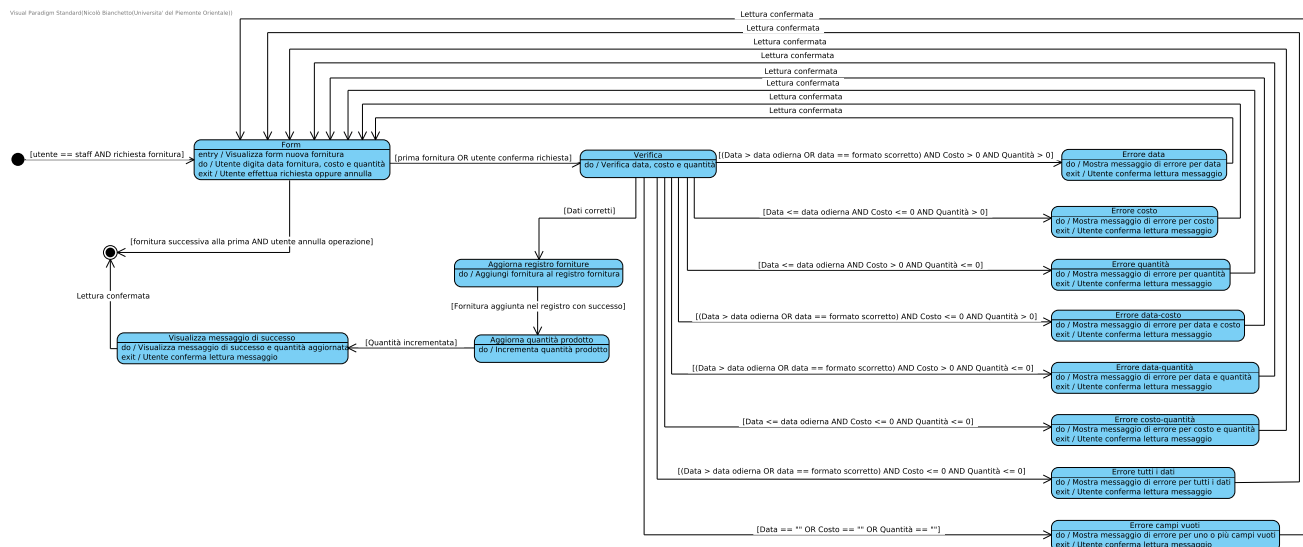 Visual Paradigm Standard(Nicolò Bianchetto(Universita' del Piemonte Orientale))
Lettura confermata
Lettura confermata
Lettura confermata
Lettura confermata
Lettura confermata
Lettura confermata
Lettura confermata
Lettura confermata
[utente == staff AND richiesta fornitura]
Form
entry / Visualizza form nuova fornitura
do / Utente digita data fornitura, costo e quantità
exit / Utente effettua richiesta oppure annulla
[prima fornitura OR utente conferma richiesta]
Verifica
do / Verifica data, costo e quantità
[(Data > data odierna OR data == formato scorretto) AND Costo > 0 AND Quantità > 0]
Errore data
do / Mostra messaggio di errore per data
exit / Utente conferma lettura messaggio
[Dati corretti]
[Data <= data odierna AND Costo <= 0 AND Quantità > 0]
Errore costo
do / Mostra messaggio di errore per costo
exit / Utente conferma lettura messaggio
[fornitura successiva alla prima AND utente annulla operazione]
Aggiorna registro forniture
do / Aggiungi fornitura al registro fornitura
[Data <= data odierna AND Costo > 0 AND Quantità <= 0]
Errore quantità
do / Mostra messaggio di errore per quantità
exit / Utente conferma lettura messaggio
Lettura confermata
[Fornitura aggiunta nel registro con successo]
[(Data > data odierna OR data == formato scorretto) AND Costo <= 0 AND Quantità > 0]
Errore data-costo
do / Mostra messaggio di errore per data e costo
exit / Utente conferma lettura messaggio
Visualizza messaggio di successo
do / Visualizza messaggio di successo e quantità aggiornata
exit / Utente conferma lettura messaggio
[Quantità incrementata]
Aggiorna quantità prodotto
do / Incrementa quantità prodotto
[(Data > data odierna OR data == formato scorretto) AND Costo > 0 AND Quantità <= 0]
Errore data-quantità
do / Mostra messaggio di errore per data e quantità
exit / Utente conferma lettura messaggio
[Data <= data odierna AND Costo <= 0 AND Quantità <= 0]
Errore costo-quantità
do / Mostra messaggio di errore per costo e quantità
exit / Utente conferma lettura messaggio
[(Data > data odierna OR data == formato scorretto) AND Costo <= 0 AND Quantità <= 0]
Errore tutti i dati
do / Mostra messaggio di errore per tutti i dati
exit / Utente conferma lettura messaggio
[Data == "" OR Costo == "" OR Quantità == ""]
Errore campi vuoti
do / Mostra messaggio di errore per uno o più campi vuoti
exit / Utente conferma lettura messaggio